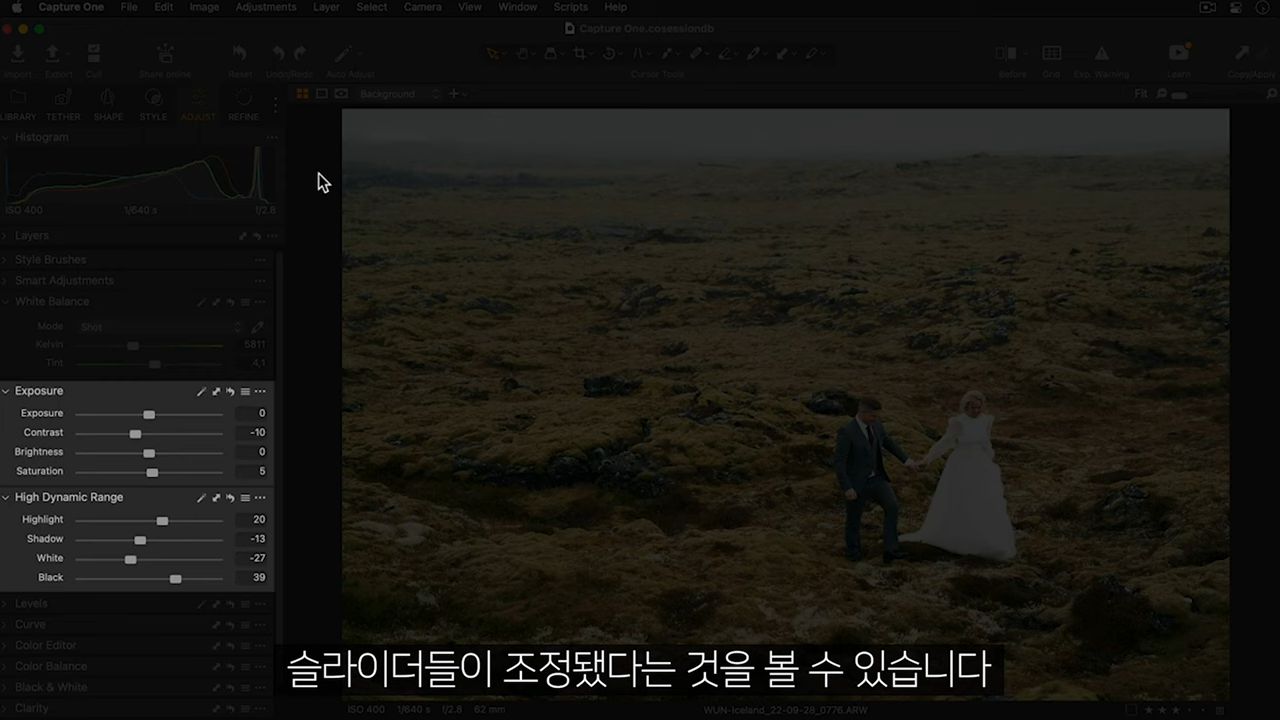 Capture One File Edit Image Adjustments Layer Select Camera View Window Scripts Help
Capture One.cosessiondb
Import Export Cull Share online Reset Undo/Redo Auto Adjust Cursor Tools Before Grid Exp. Warning Learn Copy/Apply
Background Fit
LIBRARY TETHER SHAPE STYLE ADJUST REFINE
Histogram
ISO 400 1/640 s f/2.8
Layers
Style Brushes
Smart Adjustments
White Balance
Mode Shot
Kelvin 5811
Tint 4,1
Exposure
Exposure 0
Contrast -10
Brightness 0
Saturation 5
High Dynamic Range
Highlight 20
Shadow -13
White -27
Black 39
Levels
Curve
Color Editor
Color Balance
Black & White
Clarity
슬라이더들이 조정됐다는 것을 볼 수 있습니다
ISO 400 1/640 s f/2.8 62 mm WUN-Iceland_22-09-28_0776.ARW